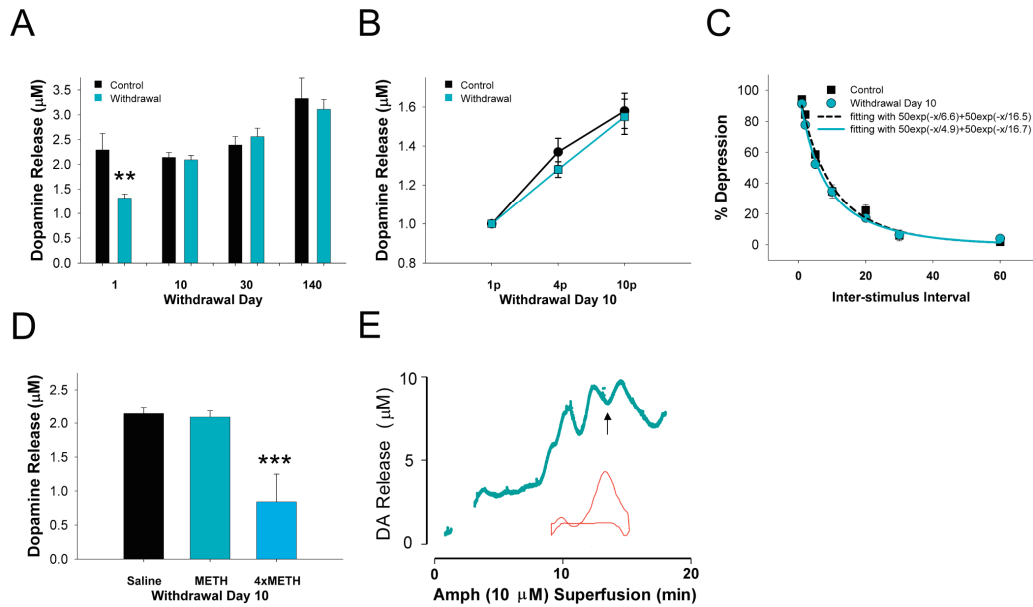 A
Dopamine Release (μM)
3.5
3.0
2.5
2.0
1.5
1.0
0.5
0.0
Control
Withdrawal
**
1
10
30
140
Withdrawal Day
B
Dopamine Release (μM)
1.6
1.4
1.2
1.0
0.8
Control
Withdrawal
1p
4p
10p
Withdrawal Day 10
C
% Depression
100
80
60
40
20
0
Control
Withdrawal Day 10
fitting with 50exp(-x/6.6)+50exp(-x/16.5)
fitting with 50exp(-x/4.9)+50exp(-x/16.7)
0
20
40
60
Inter-stimulus Interval
D
Dopamine Release (μM)
2.5
2.0
1.5
1.0
0.5
0.0
***
Saline
METH
4xMETH
Withdrawal Day 10
E
DA Release (μM)
10
5
0
0
10
20
Amph (10 μM) Superfusion (min)